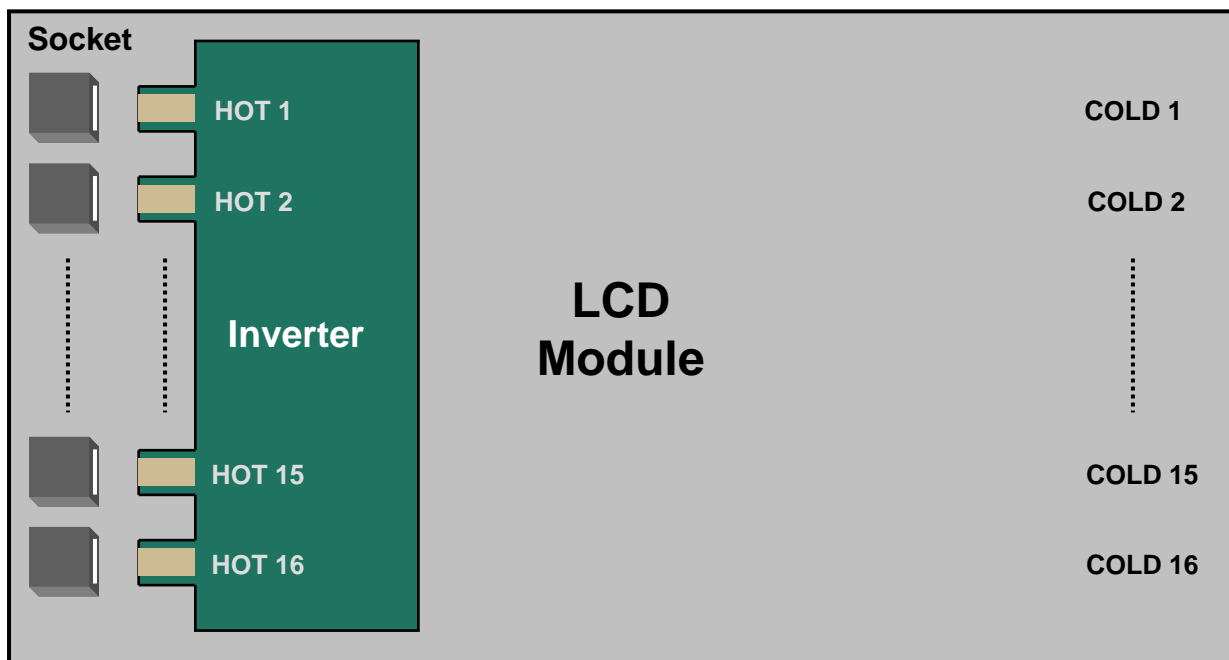 Socket
HOT 1
COLD 1
HOT 2
COLD 2
Inverter
LCD
Module
HOT 15
COLD 15
HOT 16
COLD 16